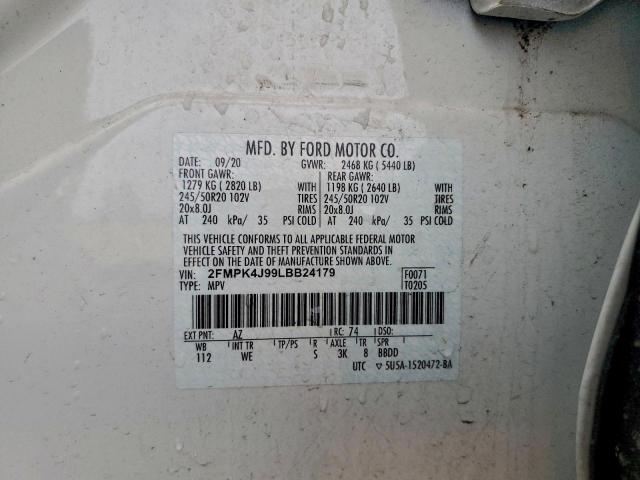 MFD. BY FORD MOTOR CO.
DATE: 09/20 GVWR: 2468 KG ( 5440 LB)
FRONT GAWR: REAR GAWR:
1279 KG ( 2820 LB) WITH 1198 KG ( 2640 LB) WITH
245/50R20 102V TIRES 245/50R20 102V TIRES
20x8.0J RIMS 20x8.0J RIMS
AT 240 kPa/ 35 PSI COLD AT 240 kPa/ 35 PSI COLD
THIS VEHICLE CONFORMS TO ALL APPLICABLE FEDERAL MOTOR
VEHICLE SAFETY AND THEFT PREVENTION STANDARDS IN
EFFECT ON THE DATE OF MANUFACTURE SHOWN ABOVE.
VIN: 2FMPK4J99LBB24179 F0071
TYPE: MPV T0205
EXT PNT: AZ RC: 74 DSO:
WB INT TR TP/PS R AXLE TR SPR
112 WE S 3K 8 BBDD
UTC ▽ 5U5A-1520472-BA